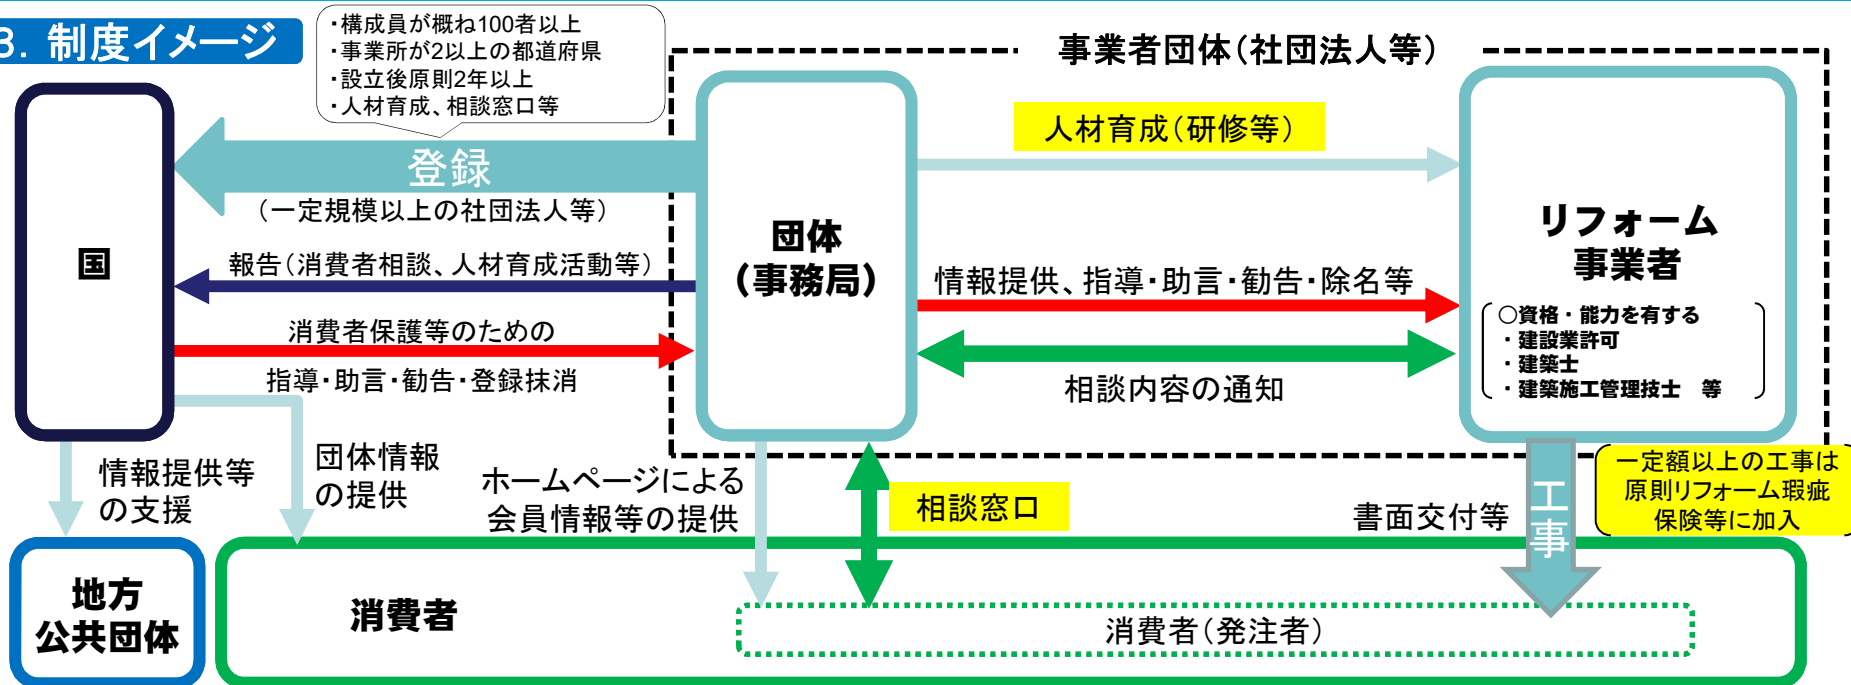 3. 制度イメージ
・構成員が概ね100者以上
・事業所が2以上の都道府県
・設立後原則2年以上
・人材育成、相談窓口等
事業者団体(社団法人等)
国
登録
(一定規模以上の社団法人等)
報告(消費者相談、人材育成活動等)
消費者保護等のための
指導・助言・勧告・登録抹消
団体
(事務局)
人材育成(研修等)
情報提供、指導・助言・勧告・除名等
相談内容の通知
リフォーム
事業者
○資格・能力を有する
・建設業許可
・建築士
・建築施工管理技士 等
情報提供等
の支援
団体情報
の提供
ホームページによる
会員情報等の提供
相談窓口
書面交付等
工事
一定額以上の工事は
原則リフォーム瑕疵
保険等に加入
地方
公共団体
消費者
消費者(発注者)